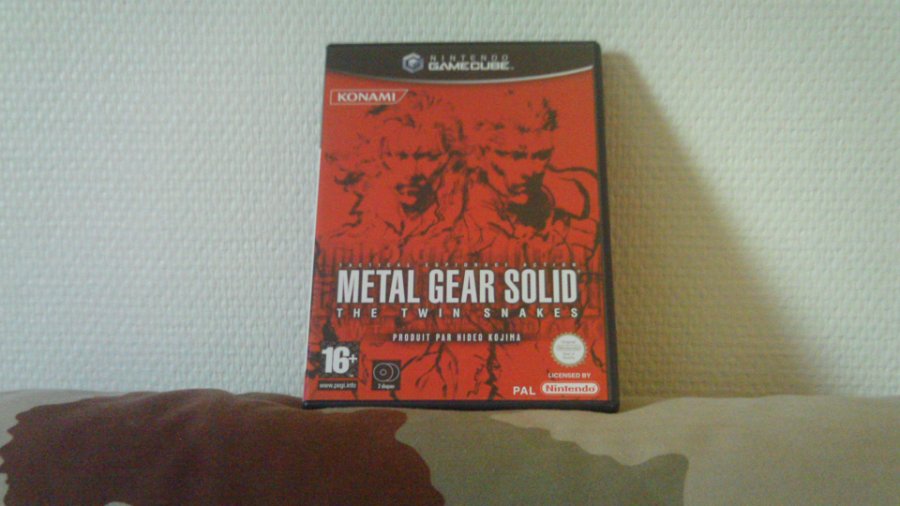 NINTENDO
GAMECUBE™
KONAMI
TACTICAL ESPIONAGE ACTION
METAL GEAR SOLID
THE TWIN SNAKES
PRODUIT PAR HIDEO KOJIMA
16+
www.pegi.info
2 disques
PAL
LICENSED BY
Nintendo